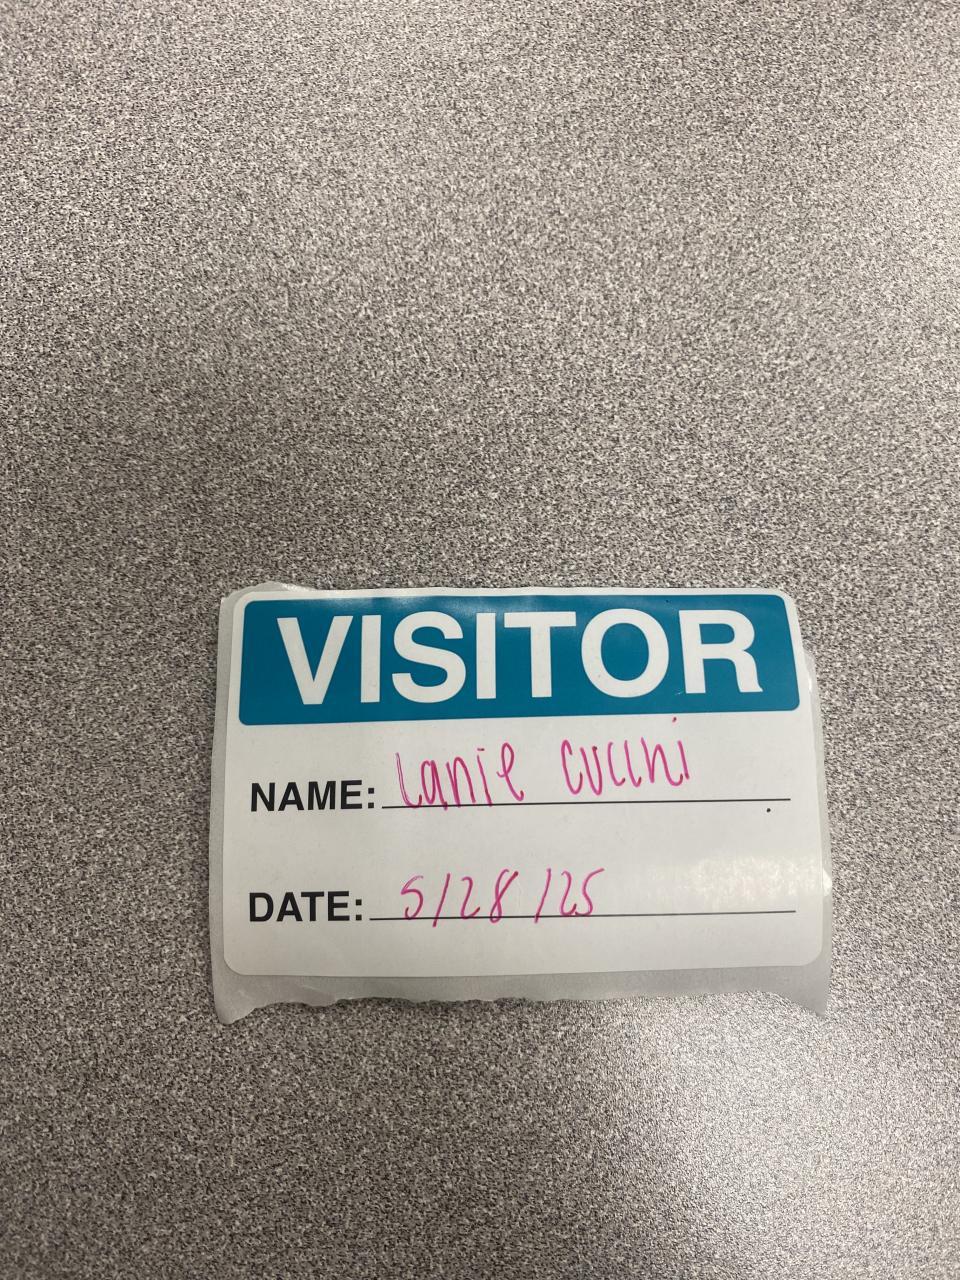 VISITOR
NAME: Lanie Cucchi
DATE: 5/28/25